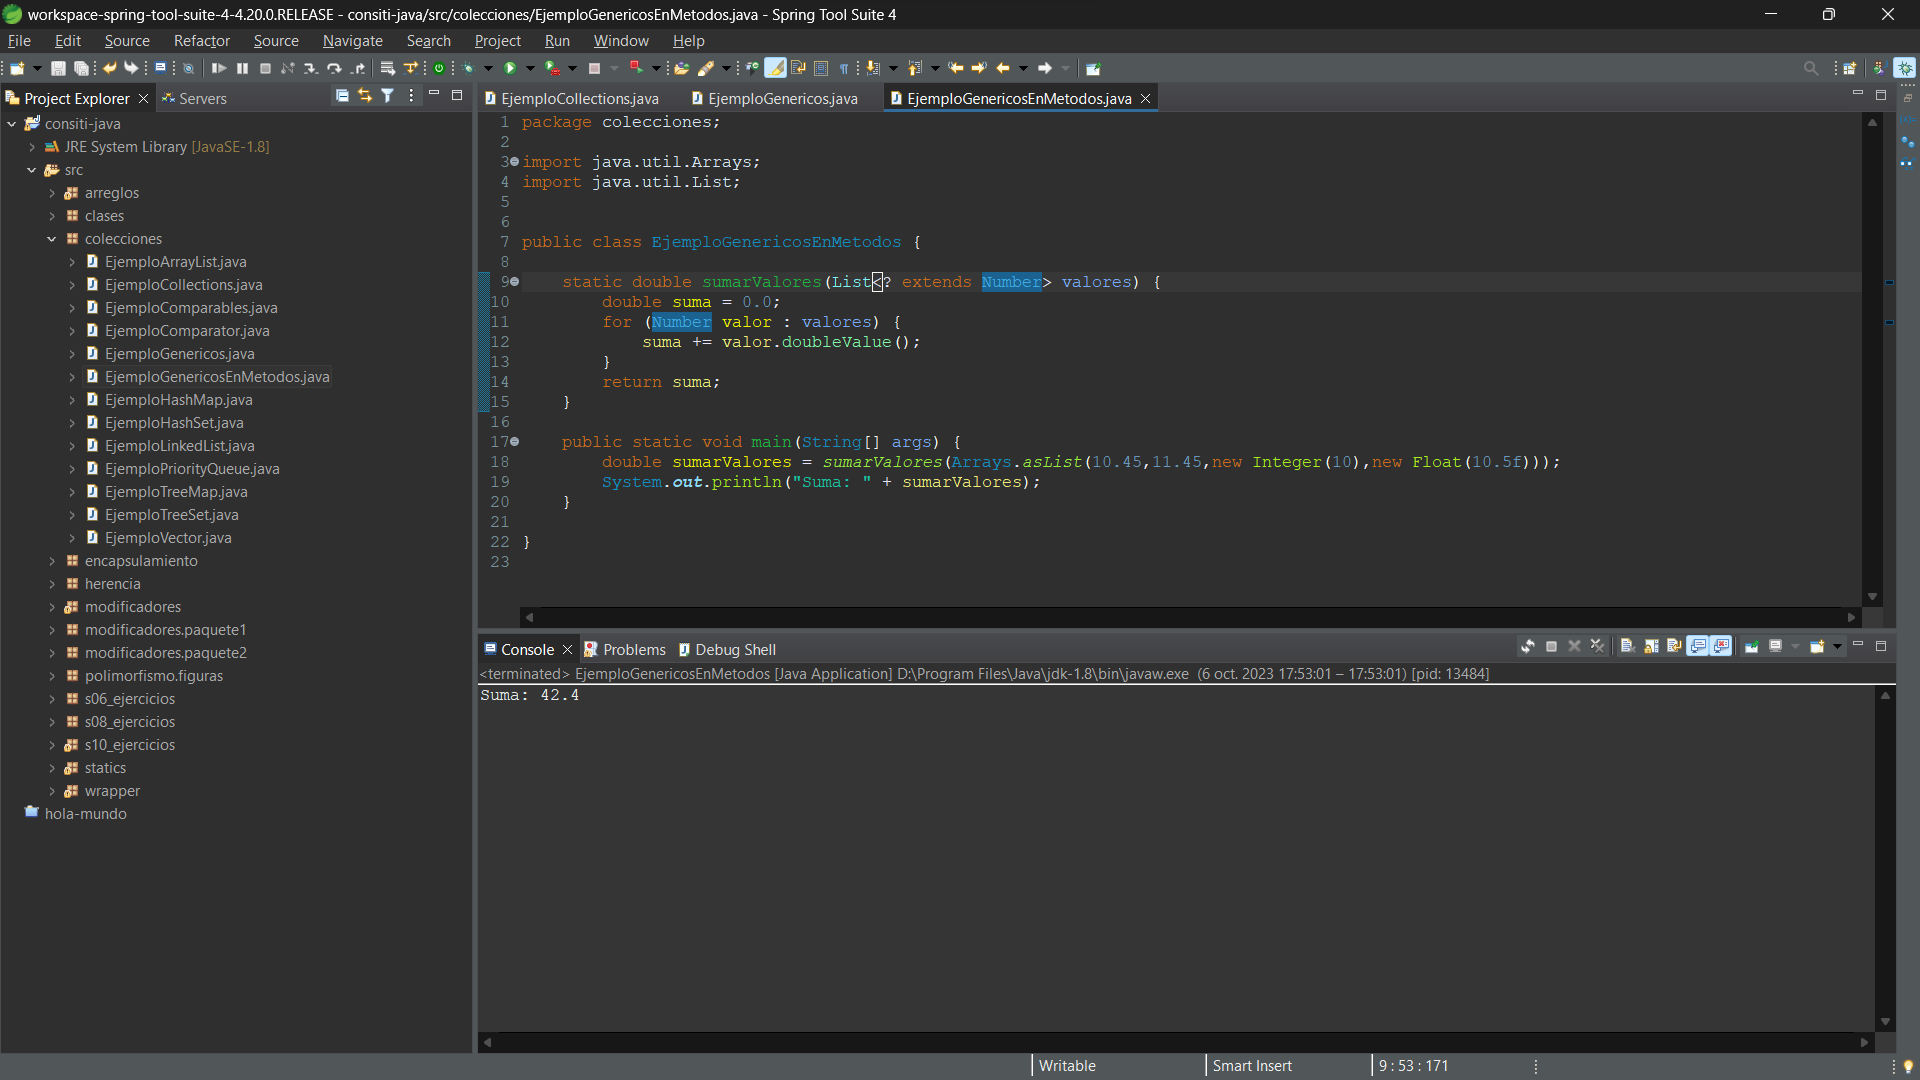 workspace-spring-tool-suite-4-4.20.0.RELEASE - consiti-java/src/colecciones/EjemploGenericosEnMetodos.java - Spring Tool Suite 4
File Edit Source Refactor Source Navigate Search Project Run Window Help
Project Explorer Servers
consiti-java
JRE System Library [JavaSE-1.8]
src
arreglos
clases
colecciones
EjemploArrayList.java
EjemploCollections.java
EjemploComparables.java
EjemploComparator.java
EjemploGenericos.java
EjemploGenericosEnMetodos.java
EjemploHashMap.java
EjemploHashSet.java
EjemploLinkedList.java
EjemploPriorityQueue.java
EjemploTreeMap.java
EjemploTreeSet.java
EjemploVector.java
encapsulamiento
herencia
modificadores
modificadores.paquete1
modificadores.paquete2
polimorfismo.figuras
s06_ejercicios
s08_ejercicios
s10_ejercicios
statics
wrapper
hola-mundo
EjemploCollections.java EjemploGenericos.java EjemploGenericosEnMetodos.java
1 package colecciones;
2
3 import java.util.Arrays;
4 import java.util.List;
5
6
7 public class EjemploGenericosEnMetodos {
8
9 static double sumarValores(List<? extends Number> valores) {
10 double suma = 0.0;
11 for (Number valor : valores) {
12 suma += valor.doubleValue();
13 }
14 return suma;
15 }
16
17 public static void main(String[] args) {
18 double sumarValores = sumarValores(Arrays.asList(10.45,11.45,new Integer(10),new Float(10.5f)));
19 System.out.println("Suma: " + sumarValores);
20 }
21
22 }
23
Console Problems Debug Shell
<terminated> EjemploGenericosEnMetodos [Java Application] D:\Program Files\Java\jdk-1.8\bin\javaw.exe (6 oct. 2023 17:53:01 – 17:53:01) [pid: 13484]
Suma: 42.4
Writable Smart Insert 9 : 53 : 171